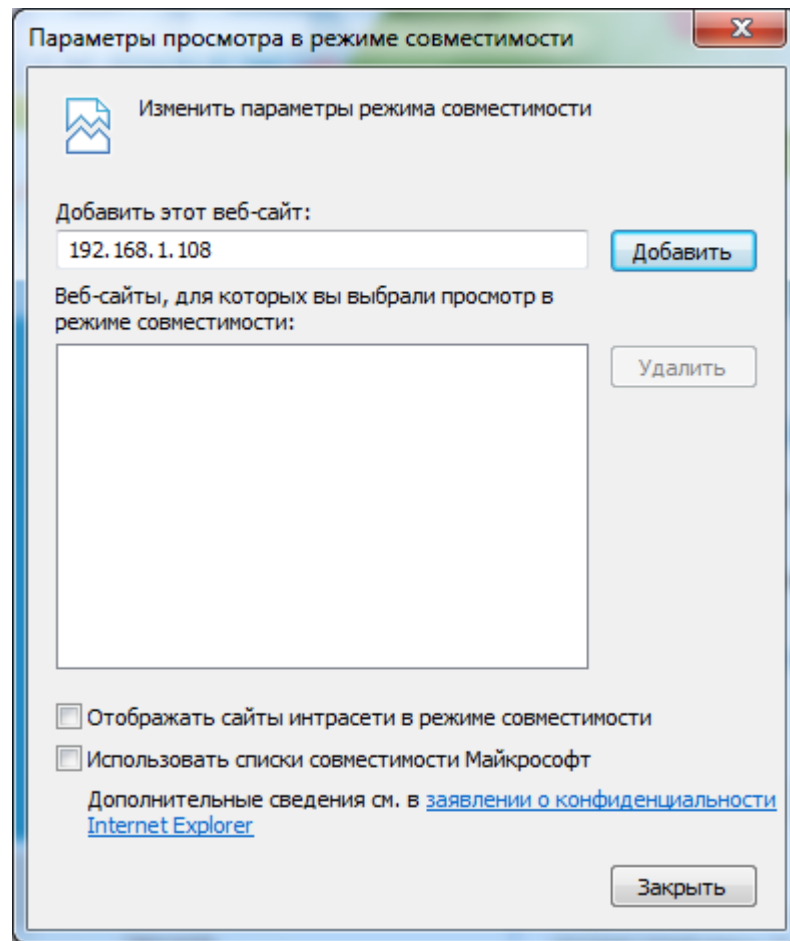 Параметры просмотра в режиме совместимости
Изменить параметры режима совместимости
Добавить этот веб-сайт:
192.168.1.108
Добавить
Веб-сайты, для которых вы выбрали просмотр в
режиме совместимости:
Удалить
Отображать сайты интрасети в режиме совместимости
Использовать списки совместимости Майкрософт
Дополнительные сведения см. в заявлении о конфиденциальности
Internet Explorer
Закрыть